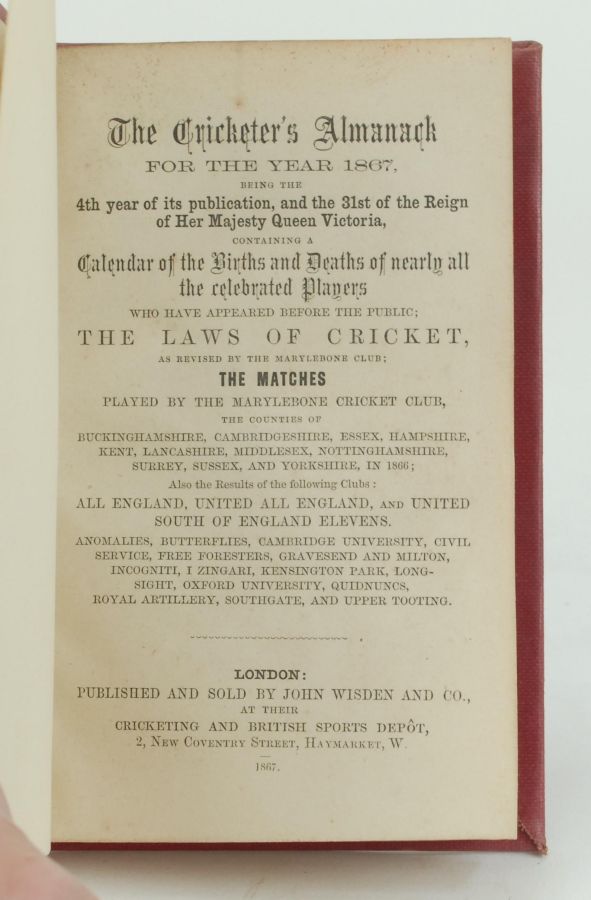 The Cricketer's Almanack
FOR THE YEAR 1867,
BEING THE
4th year of its publication, and the 31st of the Reign
of Her Majesty Queen Victoria,
CONTAINING A
Calendar of the Births and Deaths of nearly all
the celebrated Players
WHO HAVE APPEARED BEFORE THE PUBLIC;
THE LAWS OF CRICKET,
AS REVISED BY THE MARYLEBONE CLUB;
THE MATCHES
PLAYED BY THE MARYLEBONE CRICKET CLUB,
THE COUNTIES OF
BUCKINGHAMSHIRE, CAMBRIDGESHIRE, ESSEX, HAMPSHIRE,
KENT, LANCASHIRE, MIDDLESEX, NOTTINGHAMSHIRE,
SURREY, SUSSEX, AND YORKSHIRE, IN 1866;
Also the Results of the following Clubs:
ALL ENGLAND, UNITED ALL ENGLAND, AND UNITED
SOUTH OF ENGLAND ELEVENS.
ANOMALIES, BUTTERFLIES, CAMBRIDGE UNIVERSITY, CIVIL
SERVICE, FREE FORESTERS, GRAVESEND AND MILTON,
INCOGNITI, I ZINGARI, KENSINGTON PARK, LONG-
SIGHT, OXFORD UNIVERSITY, QUIDNUNCS,
ROYAL ARTILLERY, SOUTHGATE, AND UPPER TOOTING.
LONDON:
PUBLISHED AND SOLD BY JOHN WISDEN AND CO.,
AT THEIR
CRICKETING AND BRITISH SPORTS DEPÔT,
2, NEW COVENTRY STREET, HAYMARKET, W.
1867.